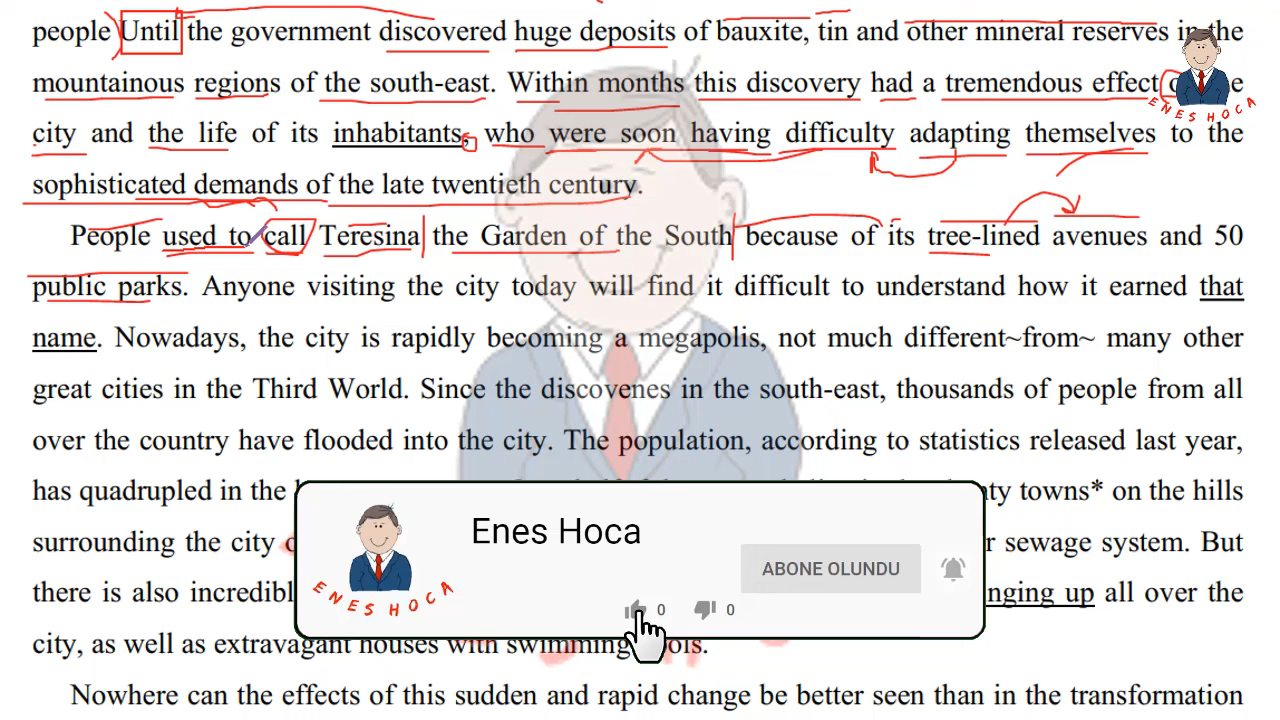 people Until the government discovered huge deposits of bauxite, tin and other mineral reserves in the
mountainous regions of the south-east. Within months this discovery had a tremendous effect
city and the life of its inhabitants, who were soon having difficulty adapting themselves to the
sophisticated demands of the late twentieth century.
People used to call Teresina the Garden of the South because of its tree-lined avenues and 50
public parks. Anyone visiting the city today will find it difficult to understand how it earned that
name. Nowadays, the city is rapidly becoming a megapolis, not much different~from~ many other
great cities in the Third World. Since the discovenes in the south-east, thousands of people from all
over the country have flooded into the city. The population, according to statistics released last year,
has quadrupled in the towns* on the hills
surrounding the city sewage system. But
there is also all over the
city, as well as extravagant houses with swimming
Nowhere can the effects of this sudden and rapid change be better seen than in the transformation
ENES HOCA
Enes Hoca
ABONE OLUNDU
0 0
ENES HOCA